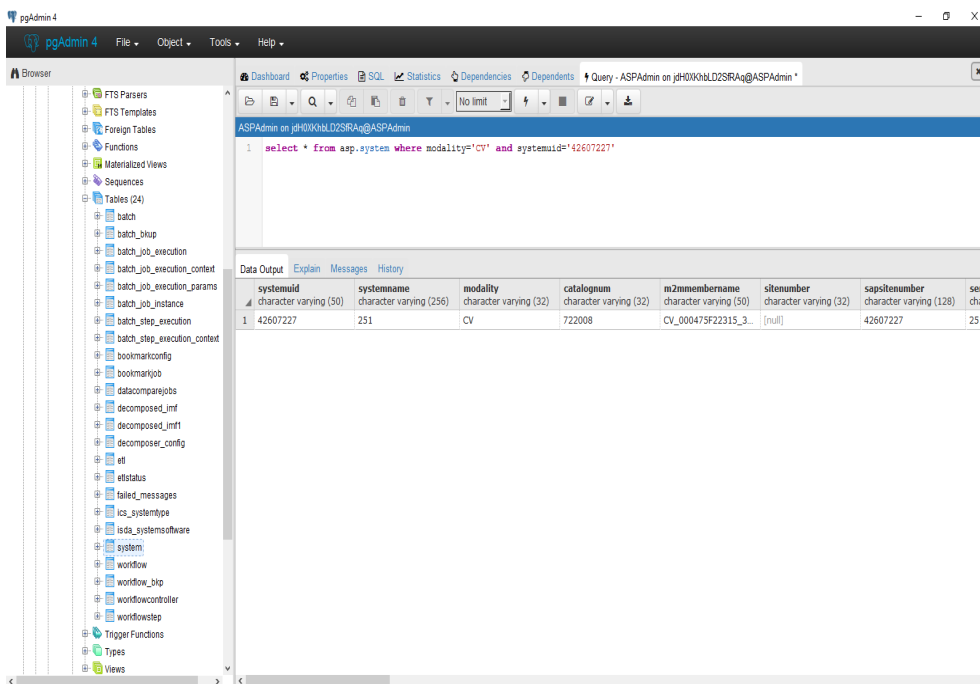 pgAdmin 4
pgAdmin 4 File Object Tools Help
Browser
Dashboard Properties SQL Statistics Dependencies Dependents Query - ASPAdmin on jdH0XKhbLD2SfRAq@ASPAdmin *
No limit
ASPAdmin on jdH0XKhbLD2SfRAq@ASPAdmin
1 select * from asp.system where modality='CV' and systemuid='42607227'
FTS Parsers
FTS Templates
Foreign Tables
Functions
Materialized Views
Sequences
Tables (24)
batch
batch_bkup
batch_job_execution
batch_job_execution_context
batch_job_execution_params
batch_job_instance
batch_step_execution
batch_step_execution_context
bookmarkconfig
bookmarkjob
datacomparejobs
decomposed_imf
decomposed_imf1
decomposer_config
etl
etlstatus
failed_messages
ics_systemtype
isda_systemsoftware
system
workflow
workflow_bkp
workflowcontroller
workflowstep
Trigger Functions
Types
Views
Data Output Explain Messages History
systemuid systemname modality catalognum m2mmembername sitenumber sapsitenumber se
character varying (50) character varying (256) character varying (32) character varying (32) character varying (50) character varying (32) character varying (128) cha
1 42607227 251 CV 722008 CV_000475F22315_3... [null] 42607227 25